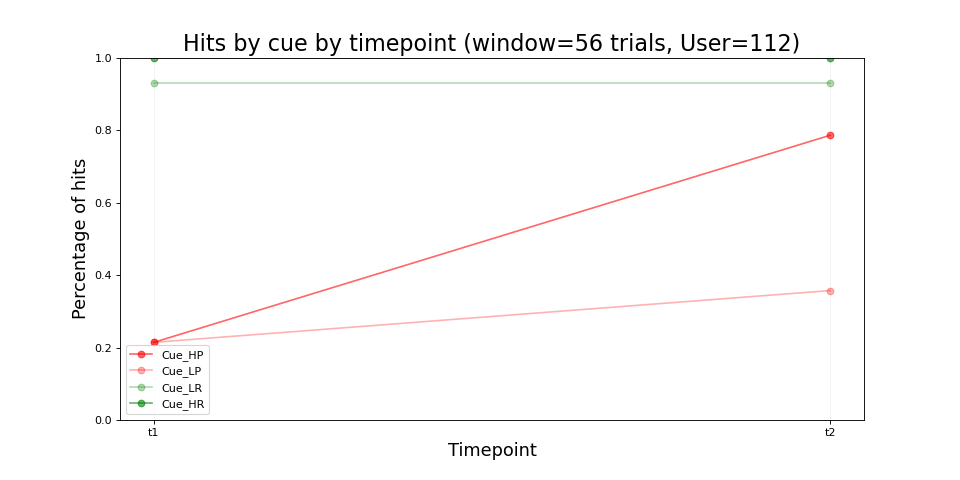 Hits by cue by timepoint (window=56 trials, User=112)
Percentage of hits
1.0
0.8
0.6
0.4
0.2
0.0
Cue_HP
Cue_LP
Cue_LR
Cue_HR
t1
t2
Timepoint